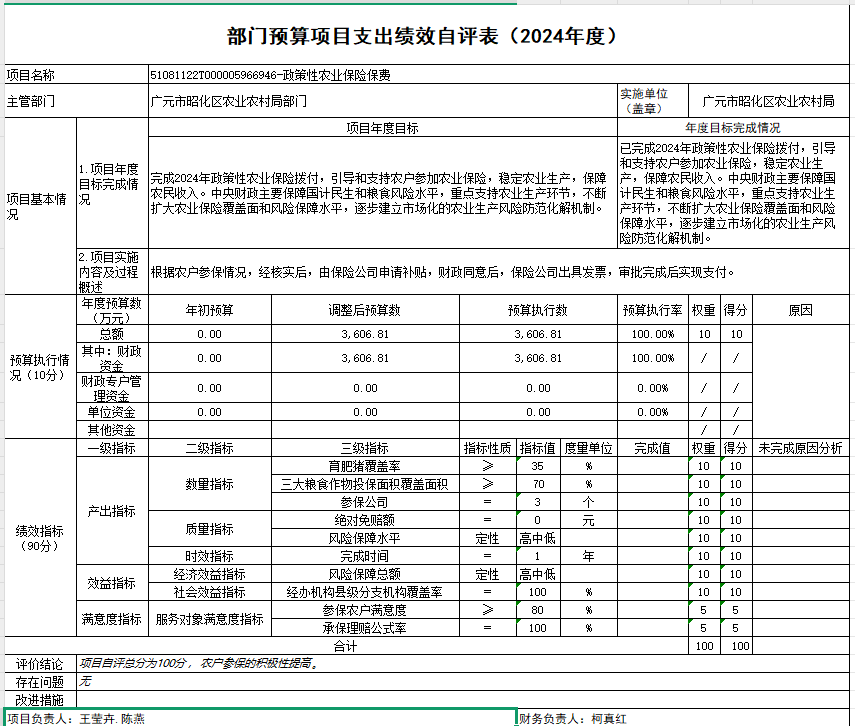 部门预算项目支出绩效自评表（2024年度）
项目名称 51081122T000005966946-政策性农业保险保费
主管部门 广元市昭化区农业农村局部门 实施单位（盖章） 广元市昭化区农业农村局
项目基本情况
1.项目年度目标完成情况
项目年度目标 年度目标完成情况
完成2024年政策性农业保险拨付，引导和支持农户参加农业保险，稳定农业生产，保障
农民收入。中央财政主要保障国计民生和粮食风险水平，重点支持农业生产环节，不断
扩大农业保险覆盖面和风险保障水平，逐步建立市场化的农业生产风险防范化解机制。
已完成2024年政策性农业保险拨付，引导
和支持农户参加农业保险，稳定农业生
产，保障农民收入。中央财政主要保障国
计民生和粮食风险水平，重点支持农业生
产环节，不断扩大农业保险覆盖面和风险
保障水平，逐步建立市场化的农业生产风
险防范化解机制。
2.项目实施内容及过程概述
根据农户参保情况，经核实后，由保险公司申请补贴，财政同意后，保险公司出具发票，审批完成后实现支付。
预算执行情况（10分）
年度预算数（万元） 年初预算 调整后预算数 预算执行数 预算执行率 权重 得分 原因
总额 0.00 3,606.81 3,606.81 100.00% 10 10
其中：财政资金 0.00 3,606.81 3,606.81 100.00% / /
财政专户管理资金 0.00 0.00 0.00 0.00% / /
单位资金 0.00 0.00 0.00 0.00% / /
其他资金 / /
绩效指标（90分）
一级指标 二级指标 三级指标 指标性质 指标值 度量单位 完成值 权重 得分 未完成原因分析
产出指标 数量指标 育肥猪覆盖率 ≥ 35 % 10 10
三大粮食作物投保面积覆盖面积 ≥ 70 % 10 10
参保公司 = 3 个 10 10
质量指标 绝对免赔额 = 0 元 10 10
风险保障水平 定性 高中低 10 10
时效指标 完成时间 = 1 年 10 10
效益指标 经济效益指标 风险保障总额 定性 高中低 10 10
社会效益指标 经办机构县级分支机构覆盖率 = 100 % 10 10
满意度指标 服务对象满意度指标 参保农户满意度 ≥ 80 % 5 5
承保理赔公式率 = 100 % 5 5
合计 100 100
评价结论 项目自评总分为100分，农户参保的积极性提高。
存在问题 无
改进措施
项目负责人：王莹卉.陈燕 财务负责人：柯真红